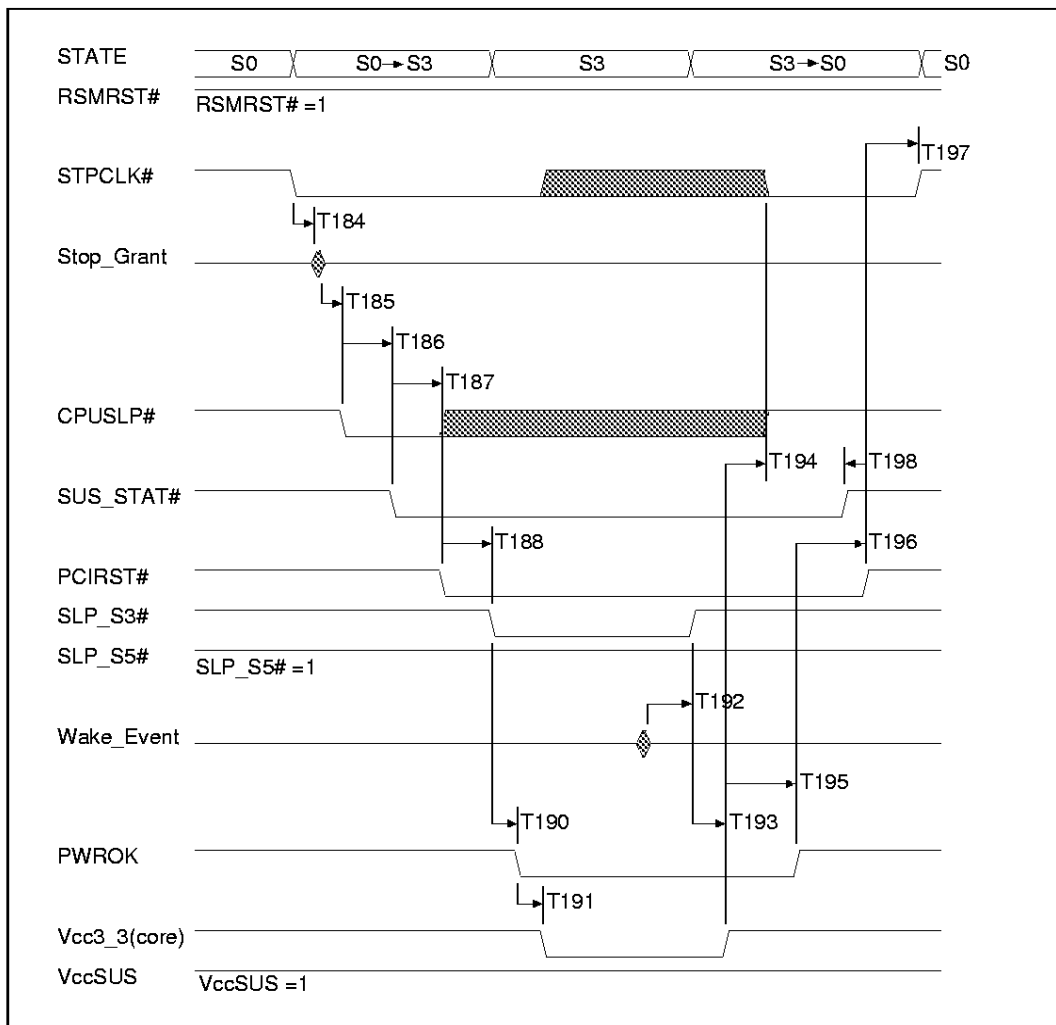 STATE S0 S0→S3 S3 S3→S0 S0
RSMRST# RSMRST# =1
T197
STPCLK#
T184
Stop_Grant
T185
T186
T187
CPUSLP#
T194 T198
SUS_STAT#
T188 T196
PCIRST#
SLP_S3#
SLP_S5# SLP_S5# =1
T192
Wake_Event
T195
T190 T193
PWROK
T191
Vcc3_3(core)
VccSUS VccSUS =1